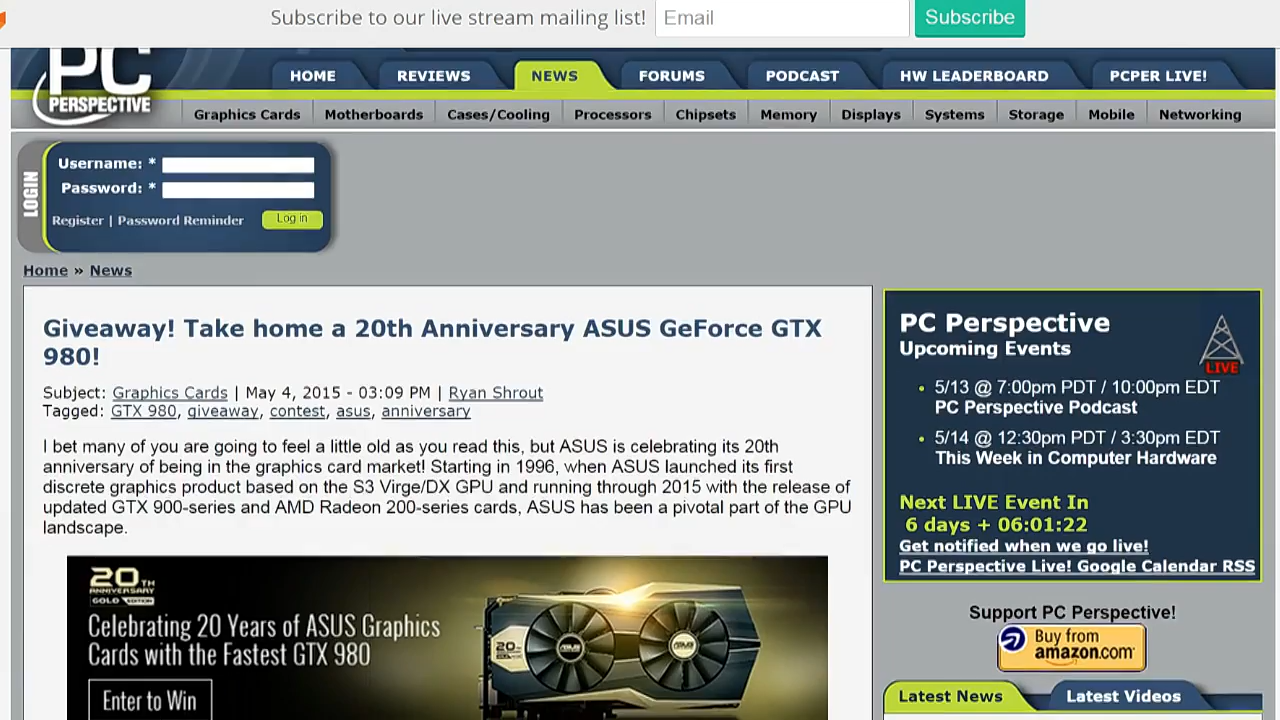 Subscribe to our live stream mailing list! Email Subscribe
PC
PERSPECTIVE
HOME REVIEWS NEWS FORUMS PODCAST HW LEADERBOARD PCPER LIVE!
Graphics Cards Motherboards Cases/Cooling Processors Chipsets Memory Displays Systems Storage Mobile Networking
LOGIN
Username: *
Password: *
Register | Password Reminder Log in
Home » News
Giveaway! Take home a 20th Anniversary ASUS GeForce GTX
980!
Subject: Graphics Cards | May 4, 2015 - 03:09 PM | Ryan Shrout
Tagged: GTX 980, giveaway, contest, asus, anniversary
I bet many of you are going to feel a little old as you read this, but ASUS is celebrating its 20th
anniversary of being in the graphics card market! Starting in 1996, when ASUS launched its first
discrete graphics product based on the S3 Virge/DX GPU and running through 2015 with the release of
updated GTX 900-series and AMD Radeon 200-series cards, ASUS has been a pivotal part of the GPU
landscape.
20TH
ANNIVERSARY
GOLD EDITION
Celebrating 20 Years of ASUS Graphics
Cards with the Fastest GTX 980
Enter to Win
PC Perspective
Upcoming Events
LIVE
• 5/13 @ 7:00pm PDT / 10:00pm EDT
PC Perspective Podcast
• 5/14 @ 12:30pm PDT / 3:30pm EDT
This Week in Computer Hardware
Next LIVE Event In
6 days + 06:01:22
Get notified when we go live!
PC Perspective Live! Google Calendar RSS
Support PC Perspective!
Buy from
amazon.com
Latest News Latest Videos